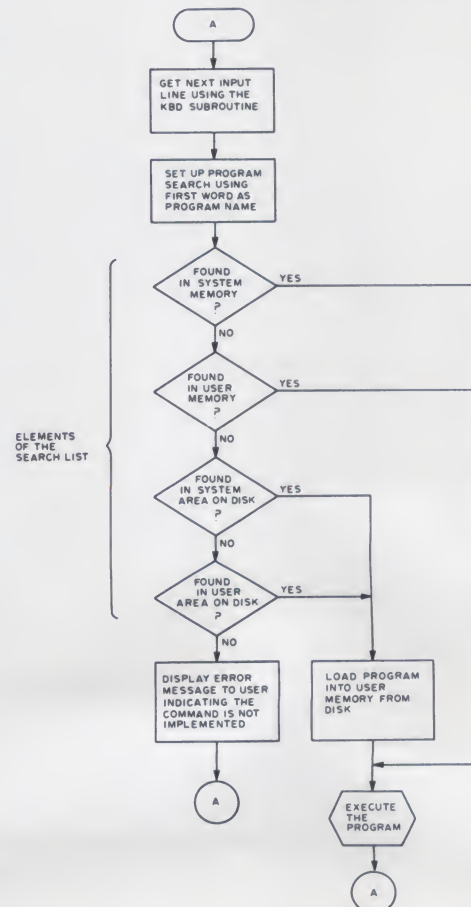 A
GET NEXT INPUT
LINE USING THE
KBD SUBROUTINE
SET UP PROGRAM
SEARCH USING
FIRST WORD AS
PROGRAM NAME
FOUND
IN SYSTEM
MEMORY
?
YES
NO
FOUND
IN USER
MEMORY
?
YES
NO
ELEMENTS
OF THE
SEARCH LIST
FOUND
IN SYSTEM
AREA ON DISK
?
YES
NO
FOUND
IN USER
AREA ON DISK
?
YES
NO
DISPLAY ERROR
MESSAGE TO USER
INDICATING THE
COMMAND IS NOT
IMPLEMENTED
LOAD PROGRAM
INTO USER
MEMORY FROM
DISK
A
EXECUTE
THE
PROGRAM
A